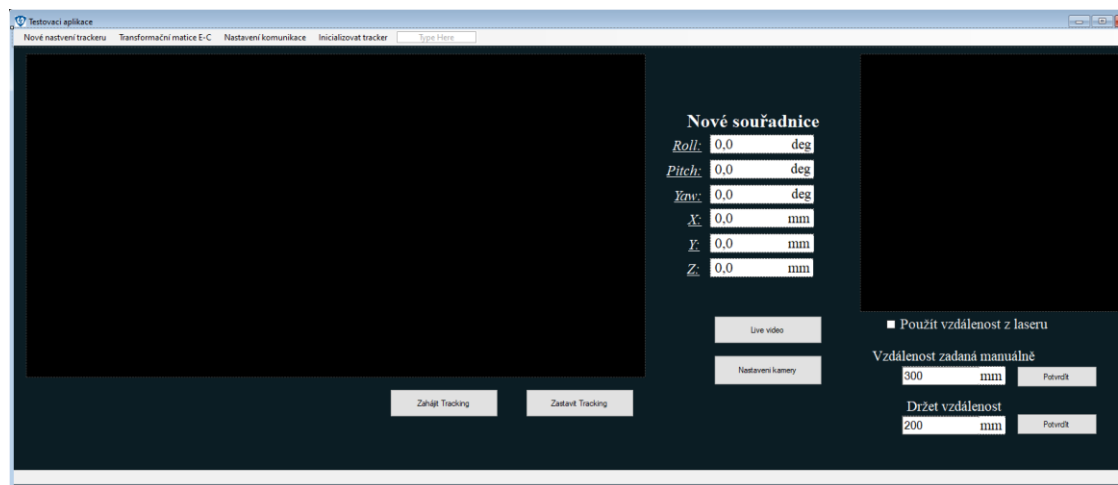 Testovaci aplikace
Nové nastvení trackeru Transformační matice E-C Nastavení komunikace Inicializovat tracker Type Here
Nové souřadnice
Roll: 0,0 deg
Pitch: 0,0 deg
Yaw: 0,0 deg
X: 0,0 mm
Y: 0,0 mm
Z: 0,0 mm
Live video
Nastavení kamery
Zahájit Tracking Zastavit Tracking
Použít vzdálenost z laseru
Vzdálenost zadaná manuálně
300 mm Potvrdit
Držet vzdálenost
200 mm Potvrdit